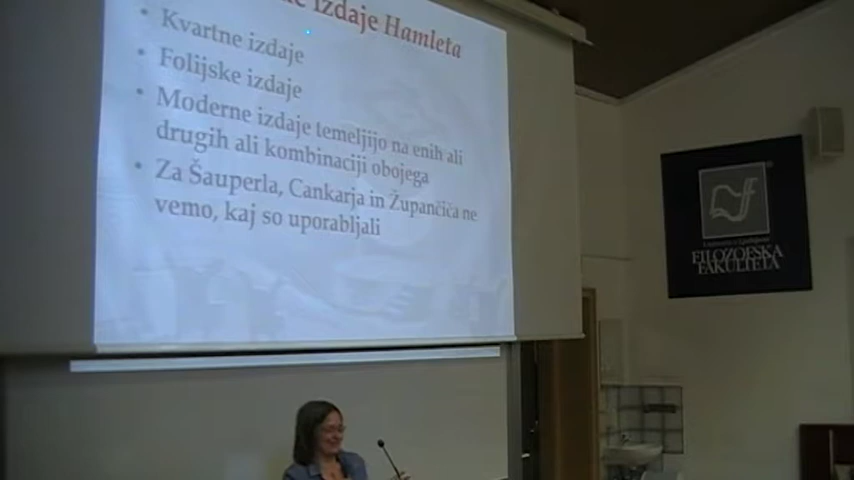 izdaje Hamleta
• Kvartne izdaje
• Folijske izdaje
• Moderne izdaje temeljijo na enih ali
drugih ali kombinaciji obojega
• Za Šauperla, Cankarja in Župančiča ne
vemo, kaj so uporabljali
FILOZOFSKA
FAKULTETA